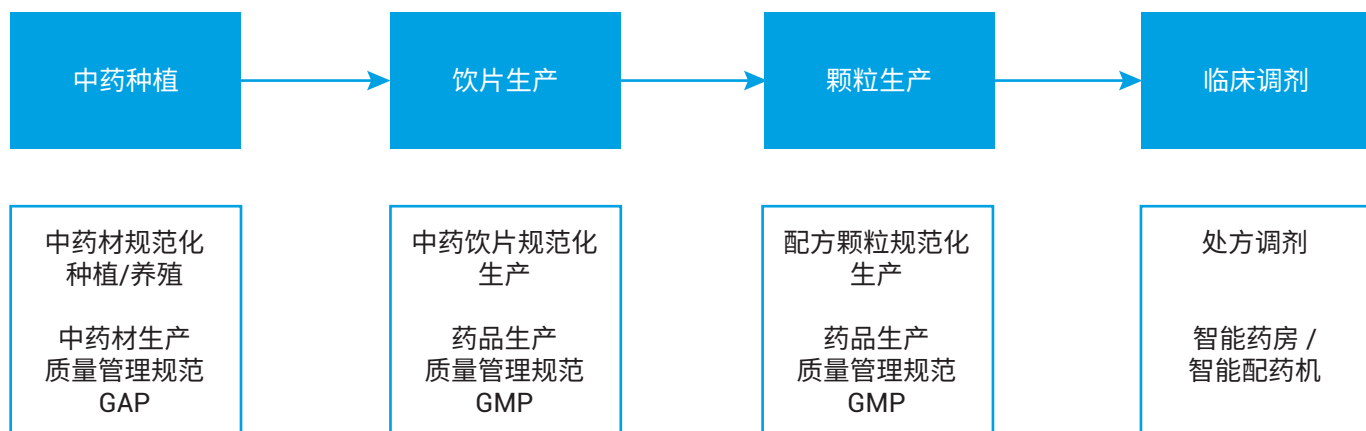 中药种植
饮片生产
颗粒生产
临床调剂
中药材规范化
种植/养殖
中药材生产
质量管理规范
GAP
中药饮片规范化
生产
药品生产
质量管理规范
GMP
配方颗粒规范化
生产
药品生产
质量管理规范
GMP
处方调剂
智能药房 /
智能配药机